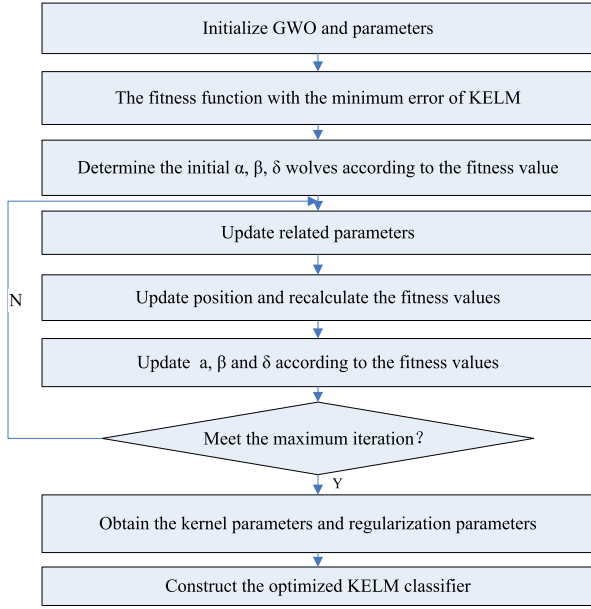 Initialize GWO and parameters
The fitness function with the minimum error of KELM
Determine the initial α, β, δ wolves according to the fitness value
Update related parameters
N
Update position and recalculate the fitness values
Update a, β and δ according to the fitness values
Meet the maximum iteration?
Y
Obtain the kernel parameters and regularization parameters
Construct the optimized KELM classifier